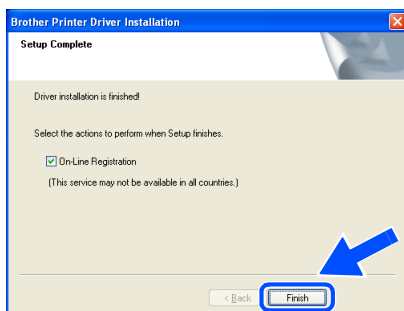 Brother Printer Driver Installation
Setup Complete
Driver installation is finished!
Select the actions to perform when Setup finishes.
On-Line Registration
(This service may not be available in all countries.)
< Back
Finish